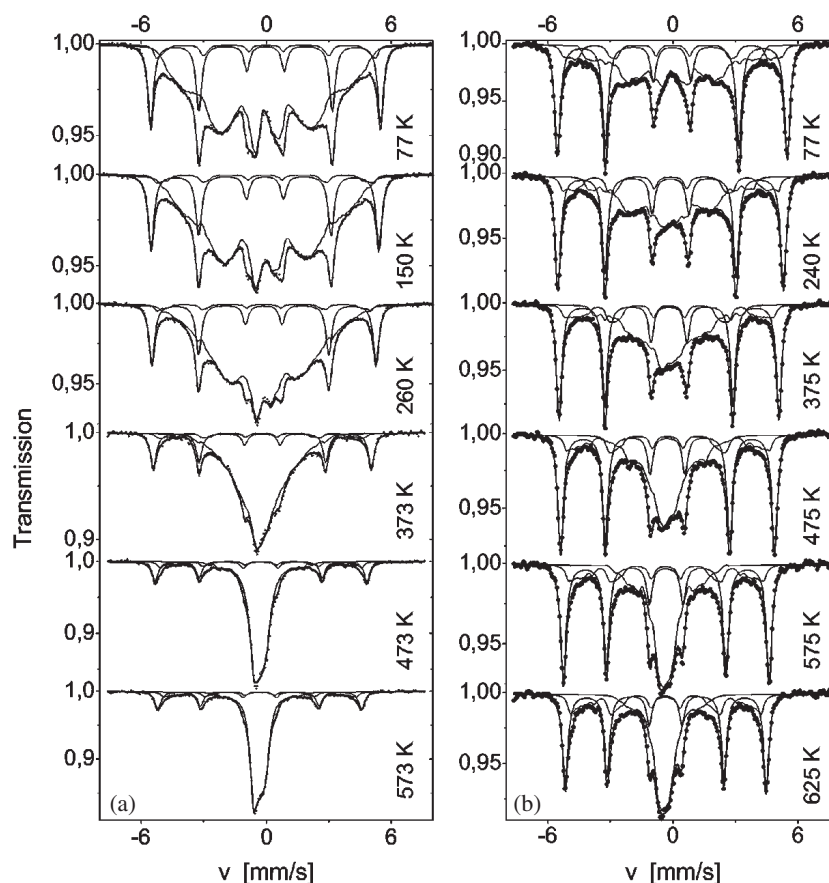 -6 0 6
-6 0 6
1,00
0,95
77 K
1,00
0,95
150 K
1,00
0,95
260 K
1,0
0,9
373 K
1,0
0,9
473 K
1,0
0,9
573 K
(a)
-6 0 6
v [mm/s]
Transmission
1,00
0,95
0,90
77 K
1,00
0,95
240 K
1,00
0,95
375 K
1,00
0,95
475 K
1,00
0,95
575 K
1,00
0,95
625 K
(b)
-6 0 6
v [mm/s]